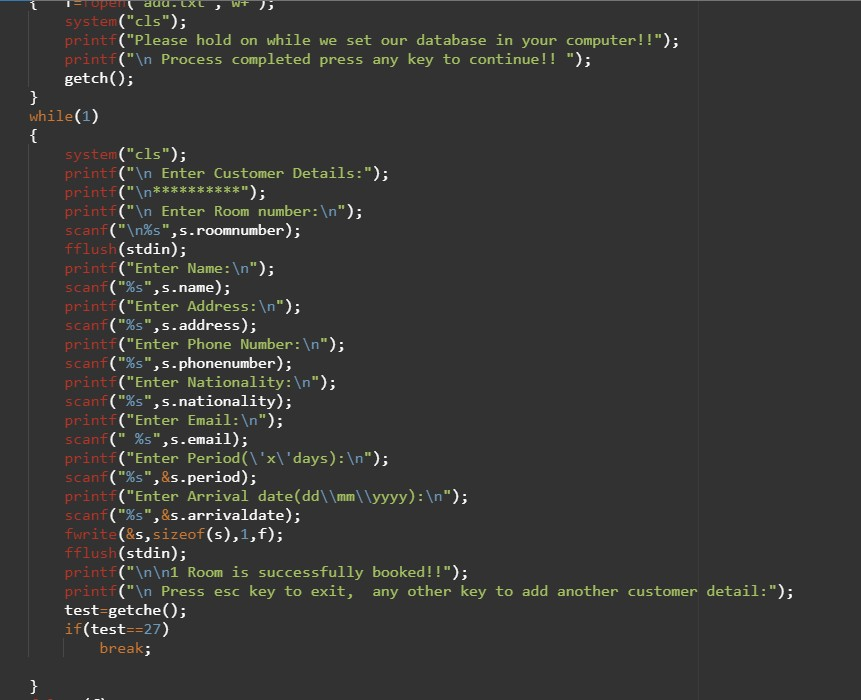 {   f=fopen("add.txt","w+");
    system("cls");
    printf("Please hold on while we set our database in your computer!!");
    printf("\n Process completed press any key to continue!! ");
    getch();
}
while(1)
{
    system("cls");
    printf("\n Enter Customer Details:");
    printf("\n**********");
    printf("\n Enter Room number:\n");
    scanf("\n%s",s.roomnumber);
    fflush(stdin);
    printf("Enter Name:\n");
    scanf("%s",s.name);
    printf("Enter Address:\n");
    scanf("%s",s.address);
    printf("Enter Phone Number:\n");
    scanf("%s",s.phonenumber);
    printf("Enter Nationality:\n");
    scanf("%s",s.nationality);
    printf("Enter Email:\n");
    scanf(" %s",s.email);
    printf("Enter Period(\'x\'days):\n");
    scanf("%s",&s.period);
    printf("Enter Arrival date(dd\\mm\\yyyy):\n");
    scanf("%s",&s.arrivaldate);
    fwrite(&s,sizeof(s),1,f);
    fflush(stdin);
    printf("\n\n1 Room is successfully booked!!");
    printf("\n Press esc key to exit,  any other key to add another customer detail:");
    test=getche();
    if(test==27)
        break;

}